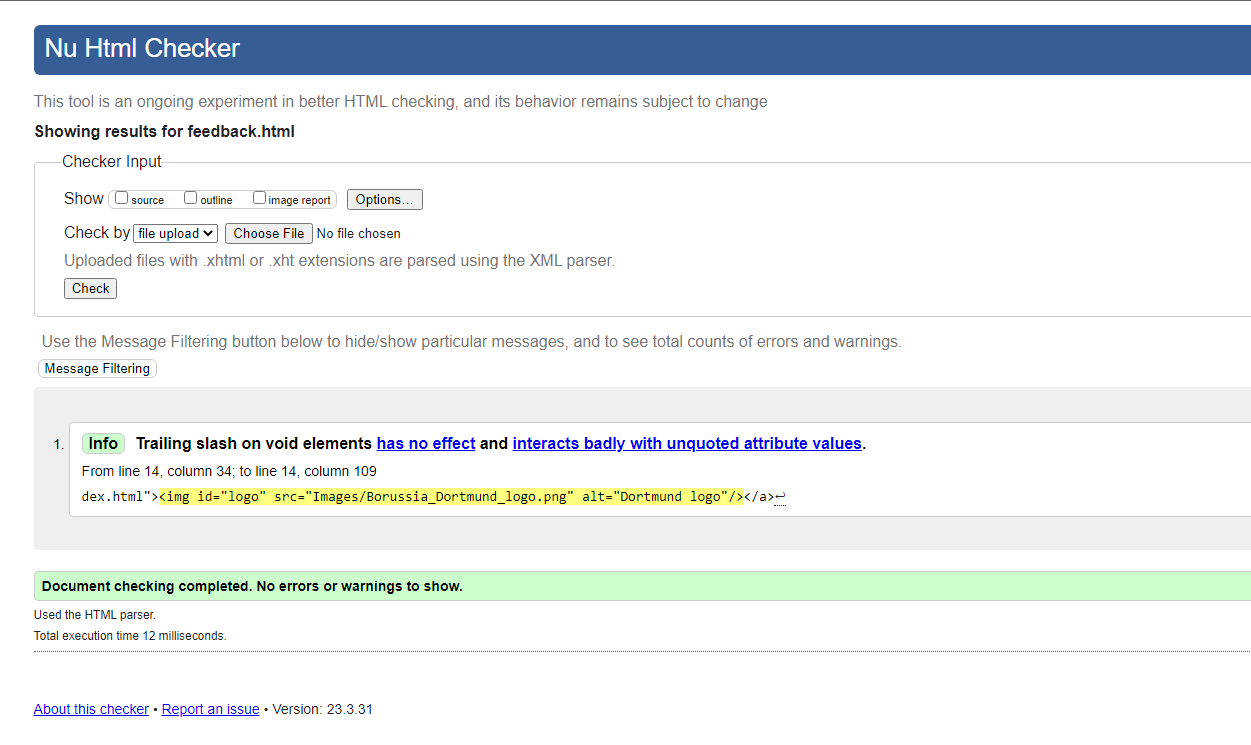 Nu Html Checker
This tool is an ongoing experiment in better HTML checking, and its behavior remains subject to change
Showing results for feedback.html
Checker Input
Show source outline image report Options...
Check by file upload Choose File No file chosen
Uploaded files with .xhtml or .xht extensions are parsed using the XML parser.
Check
Use the Message Filtering button below to hide/show particular messages, and to see total counts of errors and warnings.
Message Filtering
1. Info Trailing slash on void elements has no effect and interacts badly with unquoted attribute values.
From line 14, column 34; to line 14, column 109
dex.html"><img id="logo" src="Images/Borussia_Dortmund_logo.png" alt="Dortmund logo"/></a>↩
Document checking completed. No errors or warnings to show.
Used the HTML parser.
Total execution time 12 milliseconds.
About this checker • Report an issue • Version: 23.3.31